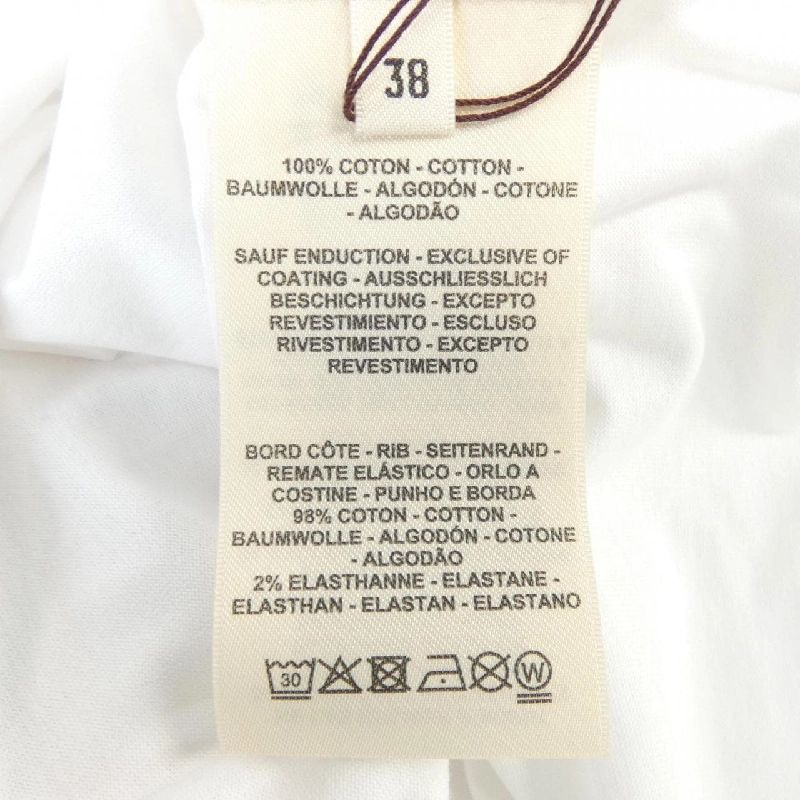 38
100% COTON - COTTON -
BAUMWOLLE - ALGODÓN - COTONE
- ALGODÃO
SAUF ENDUCTION - EXCLUSIVE OF
COATING - AUSSCHLIESSLICH
BESCHICHTUNG - EXCEPTO
REVESTIMIENTO - ESCLUSO
RIVESTIMENTO - EXCEPTO
REVESTIMENTO
BORD CÔTE - RIB - SEITENRAND -
REMATE ELÁSTICO - ORLO A
COSTINE - PUNHO E BORDA
98% COTON - COTTON -
BAUMWOLLE - ALGODÓN - COTONE
- ALGODÃO
2% ELASTHANNE - ELASTANE -
ELASTHAN - ELASTAN - ELASTANO
30 W